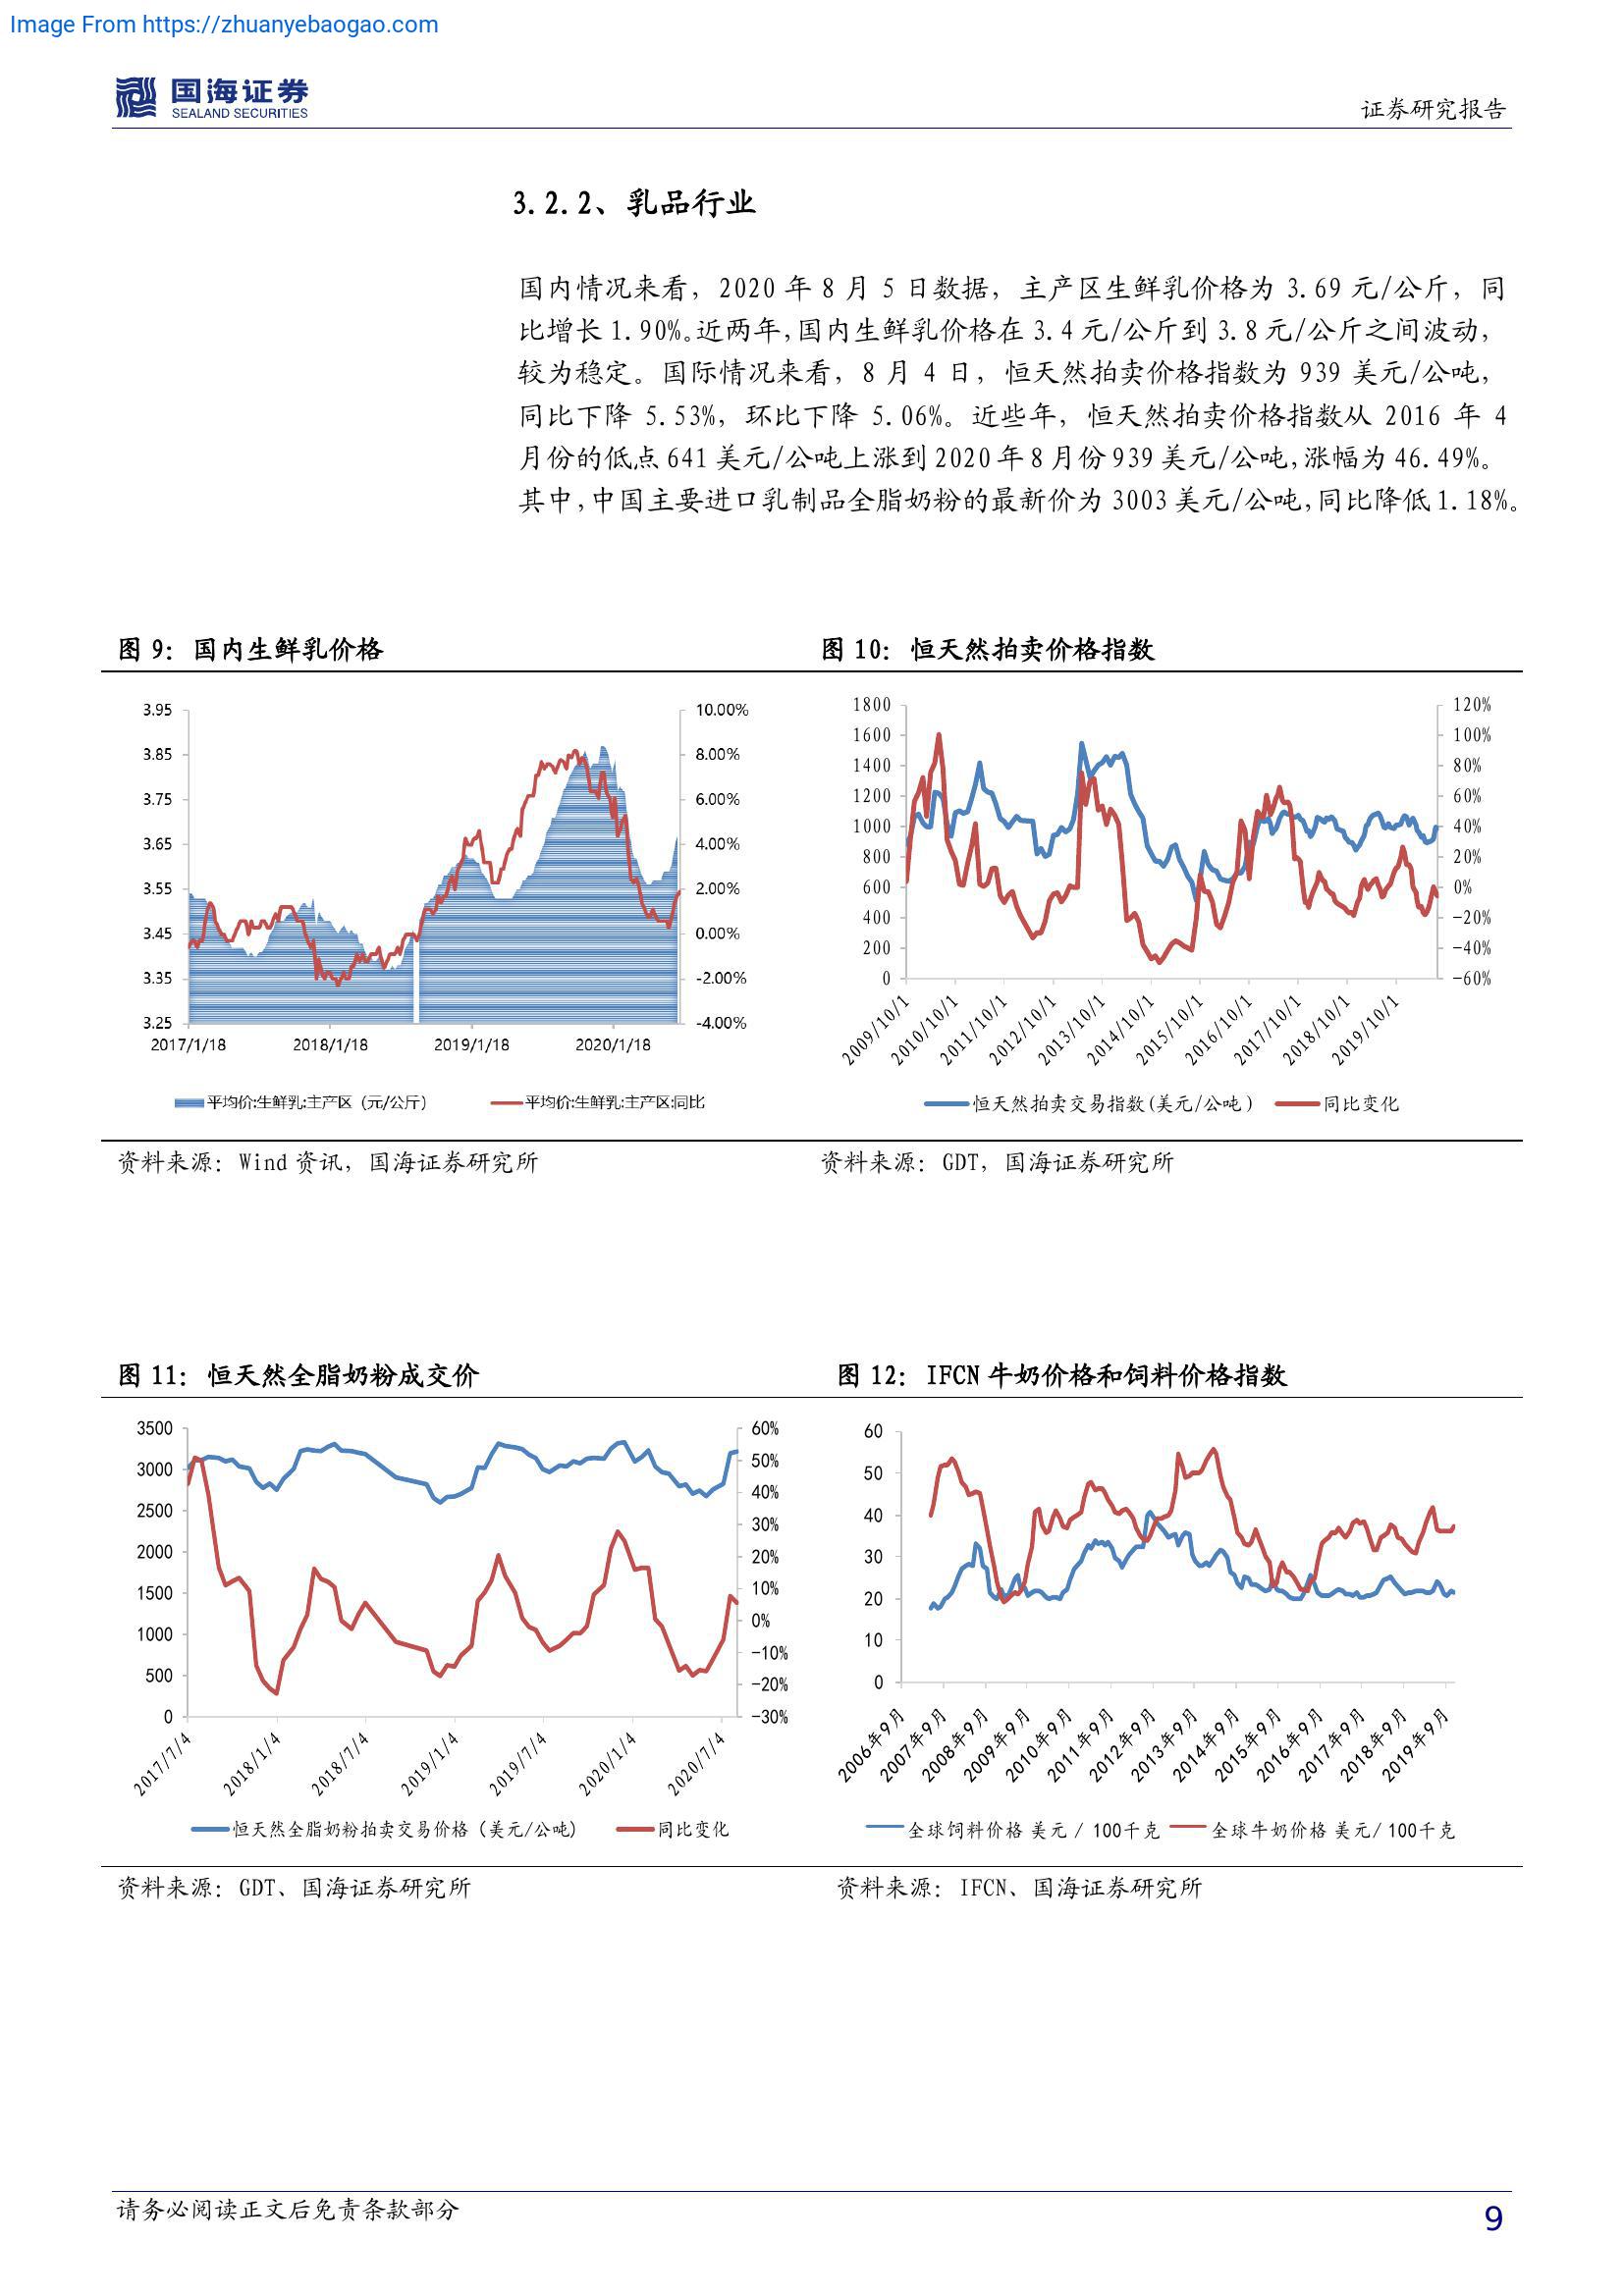 Image From https://zhuanyebaogao.com
国海证券
SEALAND SECURITIES
证券研究报告
3.2.2、乳品行业
国内情况来看，2020 年 8 月 5 日数据，主产区生鲜乳价格为 3.69 元/公斤，同
比增长 1.90%。近两年，国内生鲜乳价格在 3.4 元/公斤到 3.8 元/公斤之间波动，
较为稳定。国际情况来看，8 月 4 日，恒天然拍卖价格指数为 939 美元/公吨，
同比下降 5.53%，环比下降 5.06%。近些年，恒天然拍卖价格指数从 2016 年 4
月份的低点 641 美元/公吨上涨到 2020 年 8 月份 939 美元/公吨，涨幅为 46.49%。
其中，中国主要进口乳制品全脂奶粉的最新价为 3003 美元/公吨，同比降低 1.18%。
图 9：国内生鲜乳价格
3.95
3.85
3.75
3.65
3.55
3.45
3.35
3.25
10.00%
8.00%
6.00%
4.00%
2.00%
0.00%
-2.00%
-4.00%
2017/1/18 2018/1/18 2019/1/18 2020/1/18
平均价:生鲜乳:主产区（元/公斤） 平均价:生鲜乳:主产区:同比
资料来源：Wind 资讯，国海证券研究所
图 10：恒天然拍卖价格指数
1800
1600
1400
1200
1000
800
600
400
200
0
120%
100%
80%
60%
40%
20%
0%
-20%
-40%
-60%
2009/10/1 2010/10/1 2011/10/1 2012/10/1 2013/10/1 2014/10/1 2015/10/1 2016/10/1 2017/10/1 2018/10/1 2019/10/1
恒天然拍卖交易指数(美元/公吨) 同比变化
资料来源：GDT，国海证券研究所
图 11：恒天然全脂奶粉成交价
3500
3000
2500
2000
1500
1000
500
0
60%
50%
40%
30%
20%
10%
0%
-10%
-20%
-30%
2017/7/4 2018/1/4 2018/7/4 2019/1/4 2019/7/4 2020/1/4 2020/7/4
恒天然全脂奶粉拍卖交易价格（美元/公吨） 同比变化
资料来源：GDT、国海证券研究所
图 12：IFCN 牛奶价格和饲料价格指数
60
50
40
30
20
10
0
2006年9月 2007年9月 2008年9月 2009年9月 2010年9月 2011年9月 2012年9月 2013年9月 2014年9月 2015年9月 2016年9月 2017年9月 2018年9月 2019年9月
全球饲料价格 美元 / 100千克 全球牛奶价格 美元/ 100千克
资料来源：IFCN、国海证券研究所
请务必阅读正文后免责条款部分
9